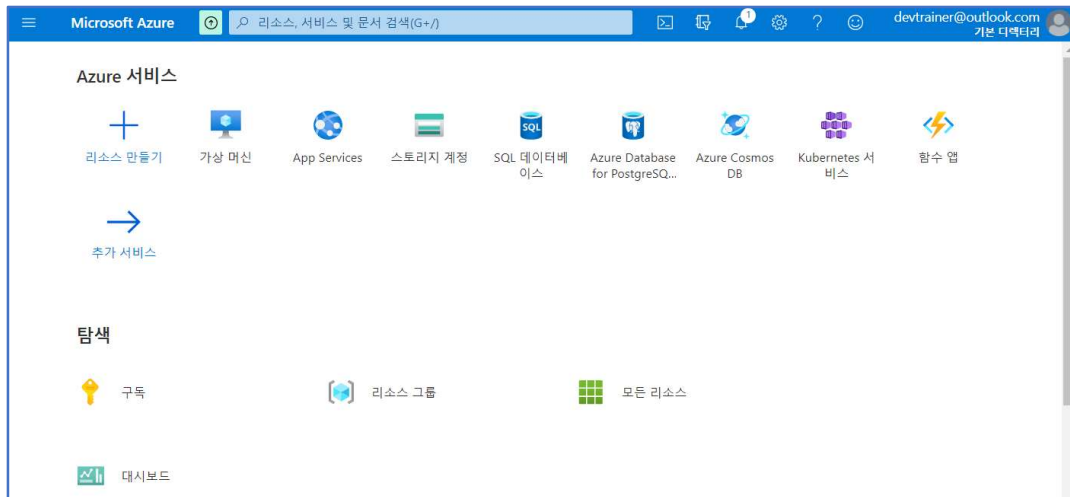 Microsoft Azure
리소스, 서비스 및 문서 검색(G+/)
1
devtrainer@outlook.com
기본 디렉터리
Azure 서비스
리소스 만들기
가상 머신
App Services
스토리지 계정
SQL
SQL 데이터베
이스
Azure Database
for PostgreSQ...
Azure Cosmos
DB
Kubernetes 서
비스
함수 앱
추가 서비스
탐색
구독
리소스 그룹
모든 리소스
대시보드